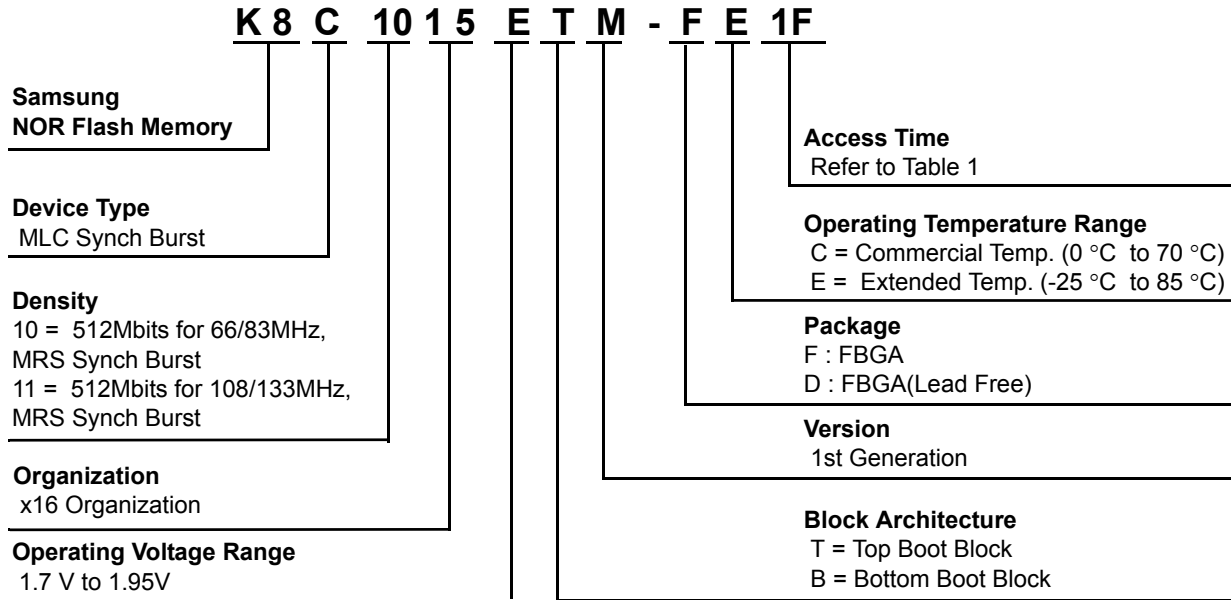 K 8 C 10 1 5 E T M - F E 1F
Samsung
NOR Flash Memory
Device Type
MLC Synch Burst
Density
10 = 512Mbits for 66/83MHz,
MRS Synch Burst
11 = 512Mbits for 108/133MHz,
MRS Synch Burst
Organization
x16 Organization
Operating Voltage Range
1.7 V to 1.95V
Access Time
Refer to Table 1
Operating Temperature Range
C = Commercial Temp. (0 °C to 70 °C)
E = Extended Temp. (-25 °C to 85 °C)
Package
F : FBGA
D : FBGA(Lead Free)
Version
1st Generation
Block Architecture
T = Top Boot Block
B = Bottom Boot Block